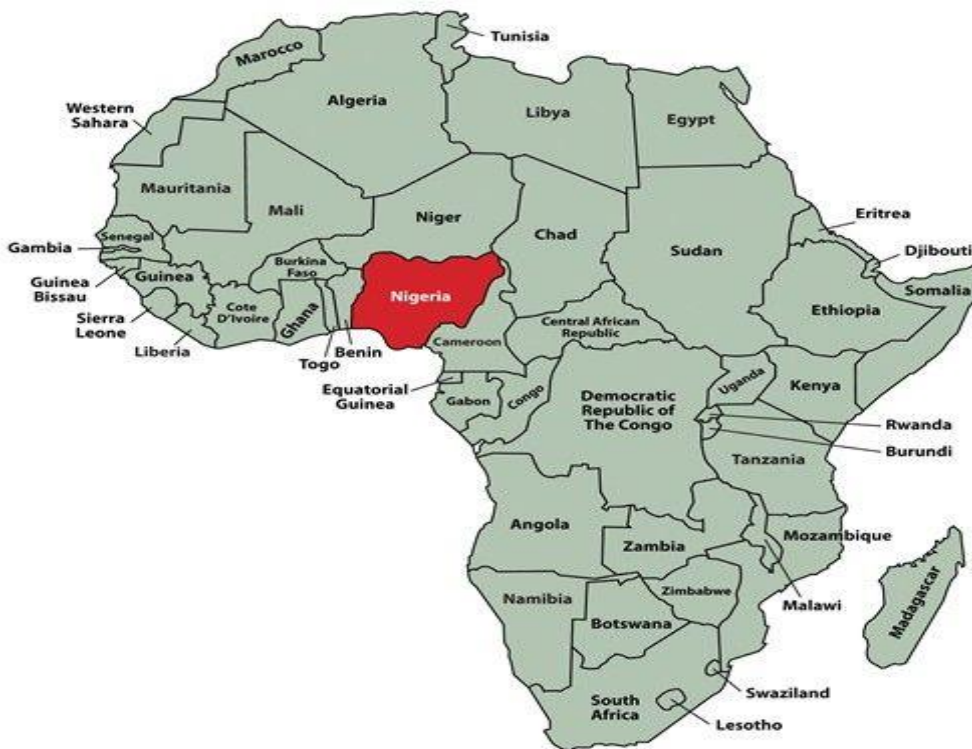 Tunisia
Marocco
Algeria
Libya
Egypt
Western
Sahara
Mauritania
Mali
Niger
Chad
Sudan
Eritrea
Djibouti
Somalia
Ethiopia
Senegal
Gambia
Guinea
Bissau
Guinea
Sierra
Leone
Liberia
Cote
D'Ivoire
Burkina
Faso
Ghana
Togo
Benin
Nigeria
Cameroon
Central African
Republic
Equatorial
Guinea
Gabon
Congo
Democratic
Republic of
The Congo
Uganda
Kenya
Rwanda
Burundi
Tanzania
Angola
Zambia
Mozambique
Malawi
Namibia
Zimbabwe
Botswana
Madagascar
South
Africa
Swaziland
Lesotho